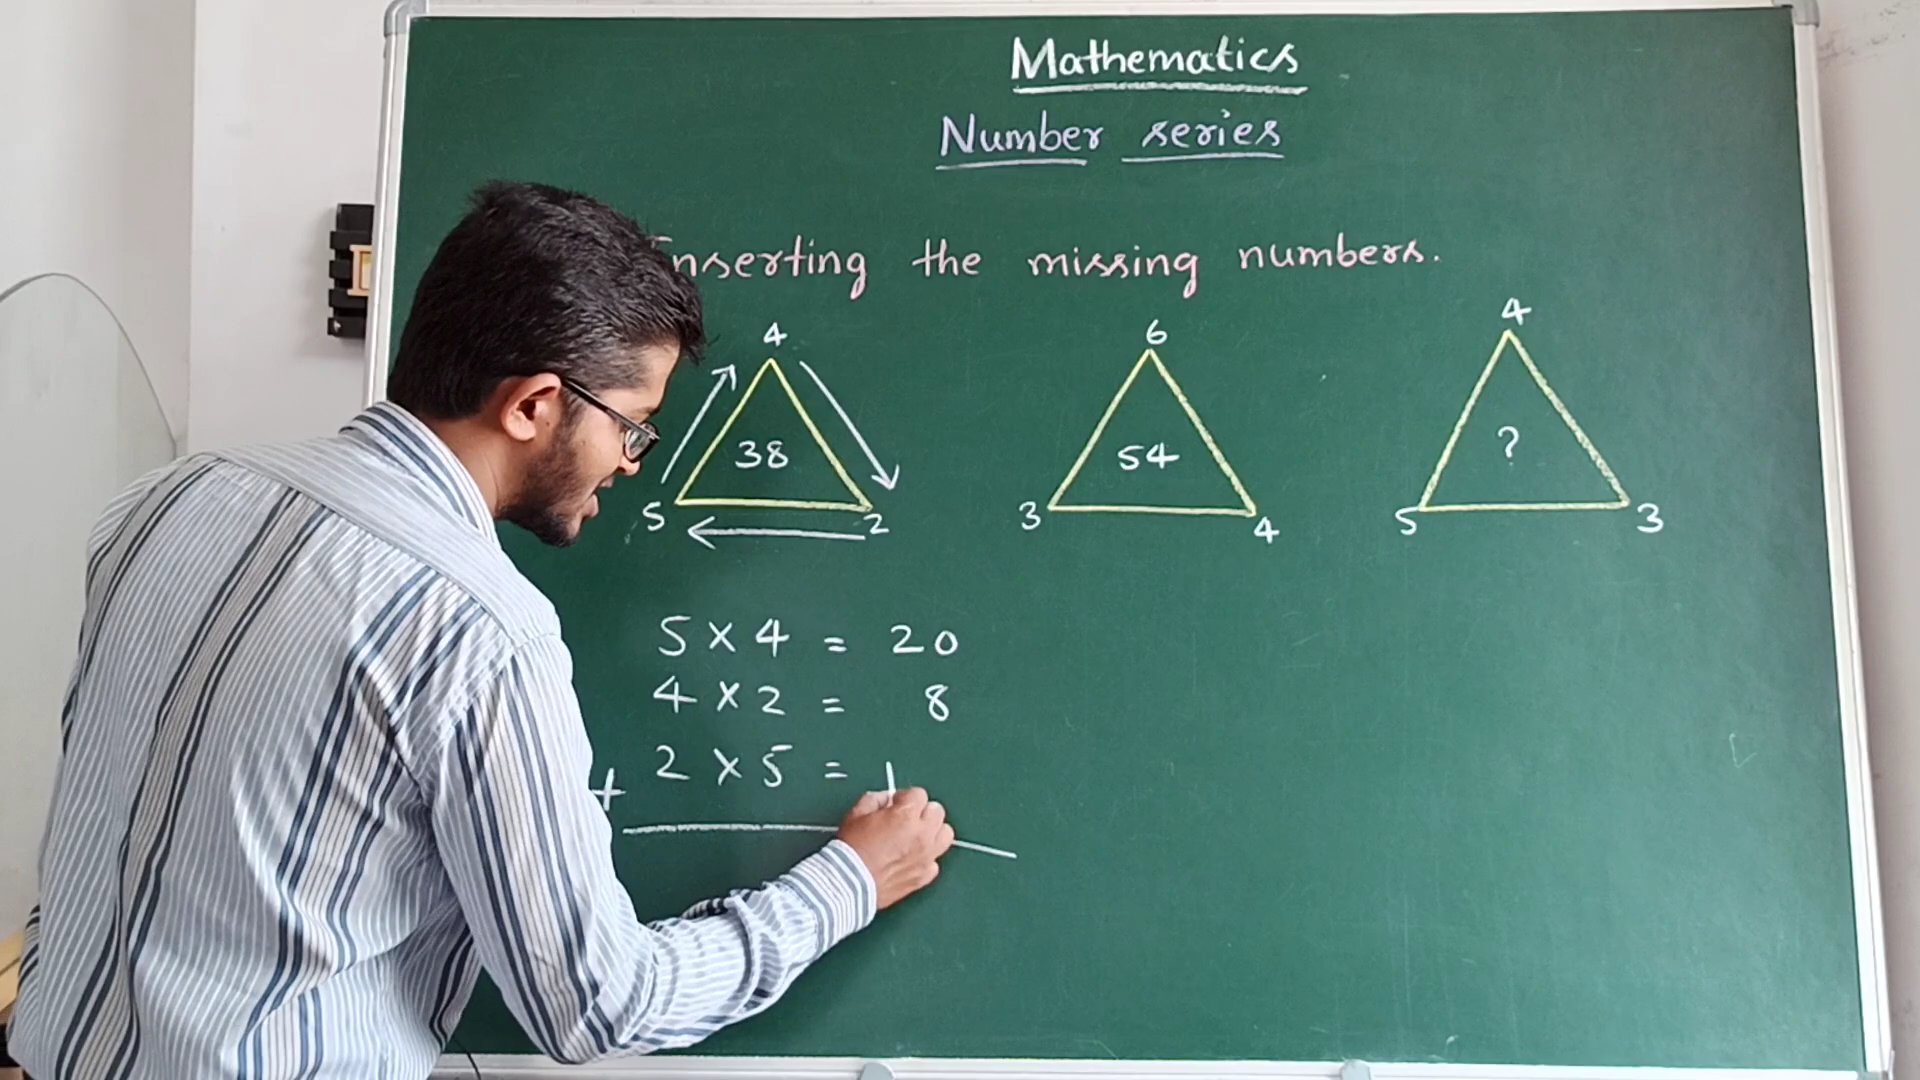 Mathematics
Number series
Inserting the missing numbers.
4
38
5
2
6
54
3
4
4
?
5
3
5 × 4 = 20
4 × 2 = 8
+ 2 × 5 = 1